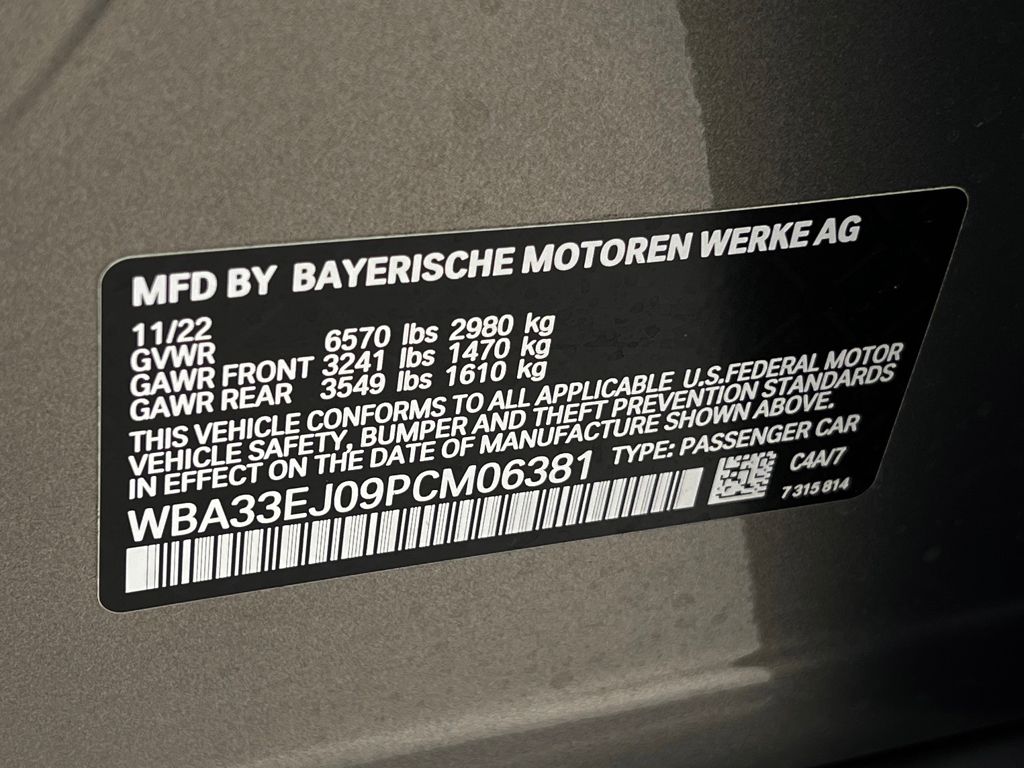 MFD BY BAYERISCHE MOTOREN WERKE AG
11/22
GVWR 6570 lbs 2980 kg
GAWR FRONT 3241 lbs 1470 kg
GAWR REAR 3549 lbs 1610 kg
THIS VEHICLE CONFORMS TO ALL APPLICABLE U.S.FEDERAL MOTOR
VEHICLE SAFETY, BUMPER AND THEFT PREVENTION STANDARDS
IN EFFECT ON THE DATE OF MANUFACTURE SHOWN ABOVE.
WBA33EJ09PCM06381 TYPE: PASSENGER CAR
C4A/7
7 315 814